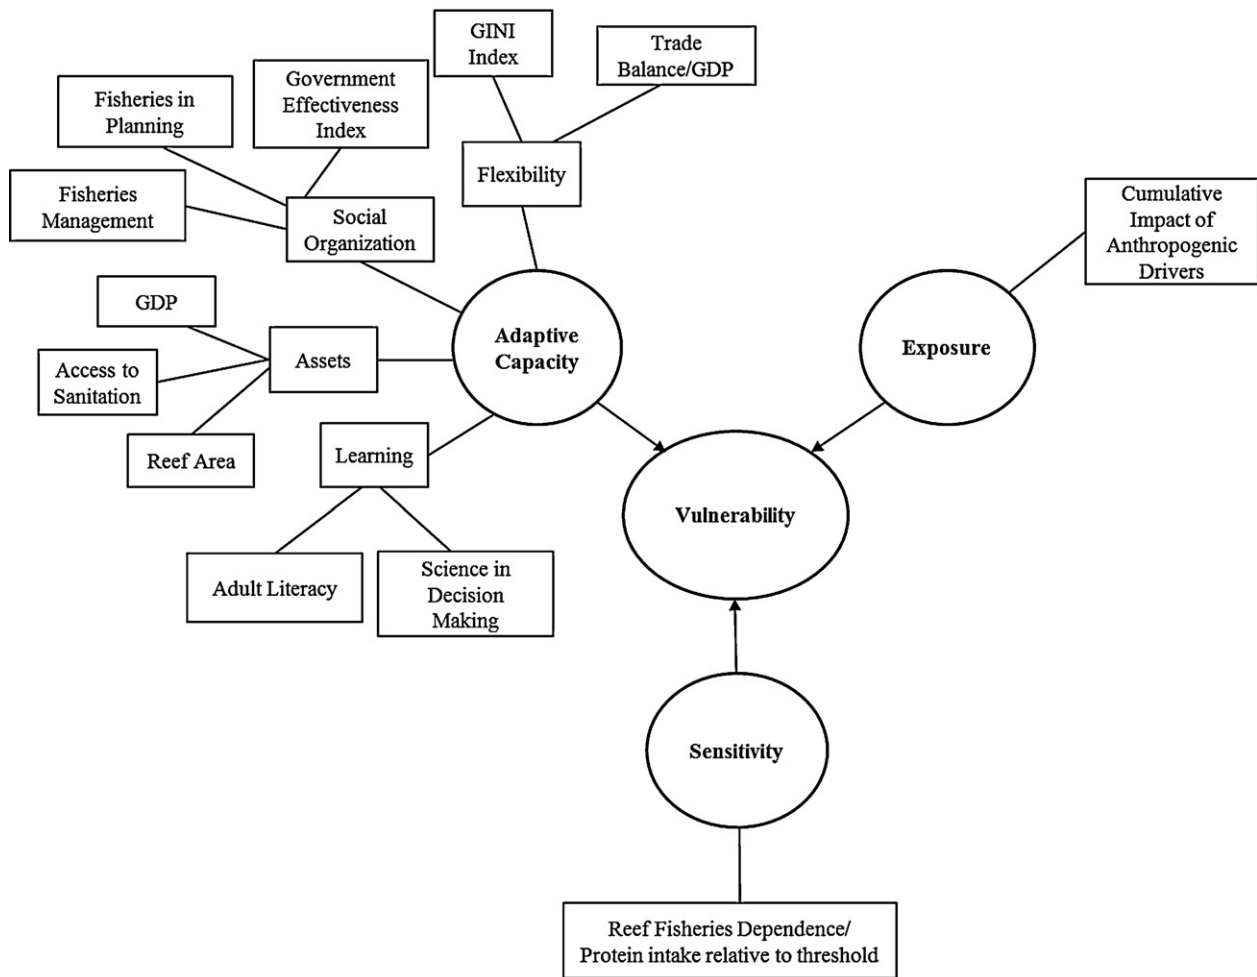 GINI
Index
Trade
Balance/GDP
Government
Effectiveness
Index
Fisheries in
Planning
Flexibility
Fisheries
Management
Social
Organization
Cumulative
Impact of
Anthropogenic
Drivers
GDP
Adaptive
Capacity
Exposure
Assets
Access to
Sanitation
Reef Area
Learning
Vulnerability
Adult Literacy
Science in
Decision
Making
Sensitivity
Reef Fisheries Dependence/
Protein intake relative to threshold